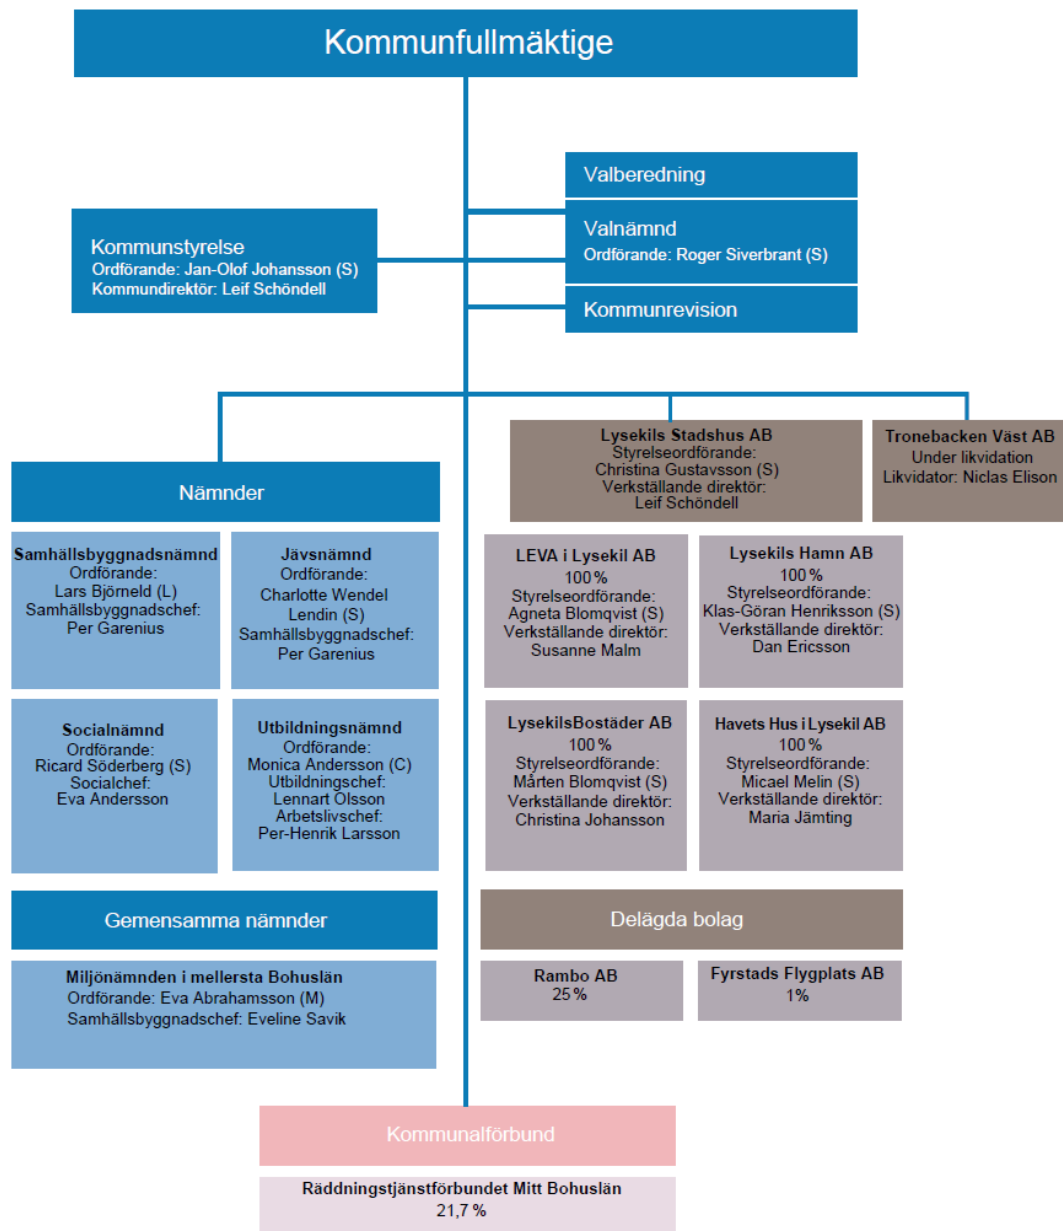 Kommunfullmäktige
Valberedning
Valnämnd
Ordförande: Roger Siverbrant (S)
Kommunrevision
Kommunstyrelse
Ordförande: Jan-Olof Johansson (S)
Kommundirektör: Leif Schöndell
Nämnder
Samhällsbyggnadsnämnd
Ordförande:
Lars Björneld (L)
Samhällsbyggnadschef:
Per Garenius
Jävsnämnd
Ordförande:
Charlotte Wendel
Lendin (S)
Samhällsbyggnadschef:
Per Garenius
Socialnämnd
Ordförande:
Ricard Söderberg (S)
Socialchef:
Eva Andersson
Utbildningsnämnd
Ordförande:
Monica Andersson (C)
Utbildningschef:
Lennart Olsson
Arbetslivschef:
Per-Henrik Larsson
Gemensamma nämnder
Miljönämnden i mellersta Bohuslän
Ordförande: Eva Abrahamsson (M)
Samhällsbyggnadschef: Eveline Savik
Lysekils Stadshus AB
Styrelseordförande:
Christina Gustavsson (S)
Verkställande direktör:
Leif Schöndell
Tronebacken Väst AB
Under likvidation
Likvidator: Niclas Elison
LEVA i Lysekil AB
100 %
Styrelseordförande:
Agneta Blomqvist (S)
Verkställande direktör:
Susanne Malm
Lysekils Hamn AB
100 %
Styrelseordförande:
Klas-Göran Henriksson (S)
Verkställande direktör:
Dan Ericsson
LysekilsBostäder AB
100 %
Styrelseordförande:
Mårten Blomqvist (S)
Verkställande direktör:
Christina Johansson
Havets Hus i Lysekil AB
100 %
Styrelseordförande:
Micael Melin (S)
Verkställande direktör:
Maria Jämting
Delägda bolag
Rambo AB
25 %
Fyrstads Flygplats AB
1%
Kommunalförbund
Räddningstjänstförbundet Mitt Bohuslän
21,7 %